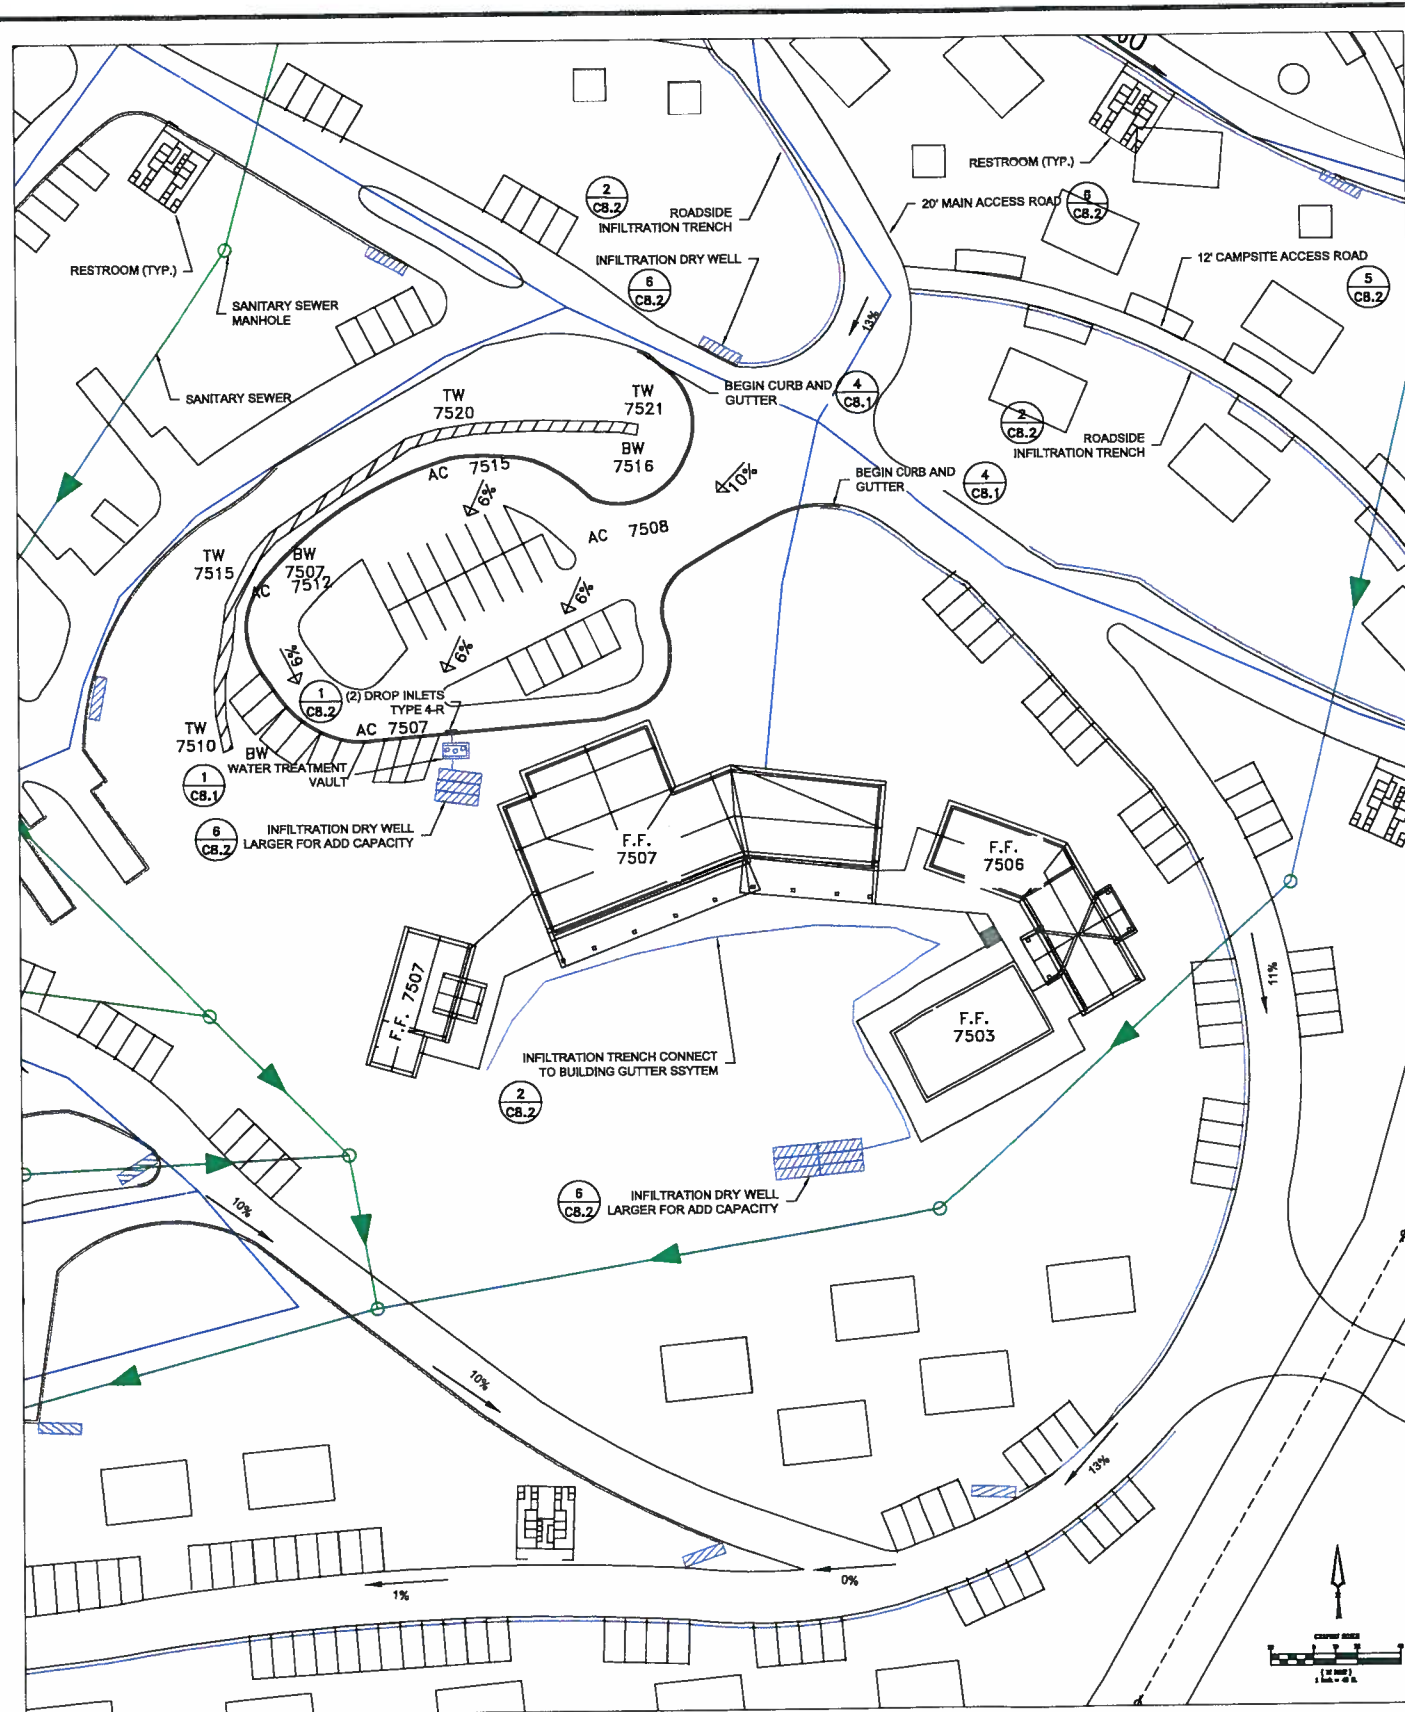 00
RESTROOM (TYP.)
20' MAIN ACCESS ROAD
5
C8.2
2
C8.2
ROADSIDE
INFILTRATION TRENCH
12' CAMPSITE ACCESS ROAD
5
C8.2
RESTROOM (TYP.)
INFILTRATION DRY WELL
6
C8.2
SANITARY SEWER
MANHOLE
13%
SANITARY SEWER
BEGIN CURB AND
GUTTER
4
C8.1
TW
7520
TW
7521
2
C8.2
ROADSIDE
INFILTRATION TRENCH
BW
7516
AC 7515
10%
BEGIN CURB AND
GUTTER
4
C8.1
6%
AC 7508
TW
7515
BW
7507
AC 7512
6%
6%
6%
1
C8.2
(2) DROP INLETS
TYPE 4-R
AC 7507
TW
7510
BW
1
C8.1
WATER TREATMENT
VAULT
6
C8.2
INFILTRATION DRY WELL
LARGER FOR ADD CAPACITY
F.F.
7507
F.F.
7506
F.F. 7507
11%
F.F.
7503
INFILTRATION TRENCH CONNECT
TO BUILDING GUTTER SSYTEM
2
C8.2
6
C8.2
INFILTRATION DRY WELL
LARGER FOR ADD CAPACITY
10%
10%
13%
0%
1%